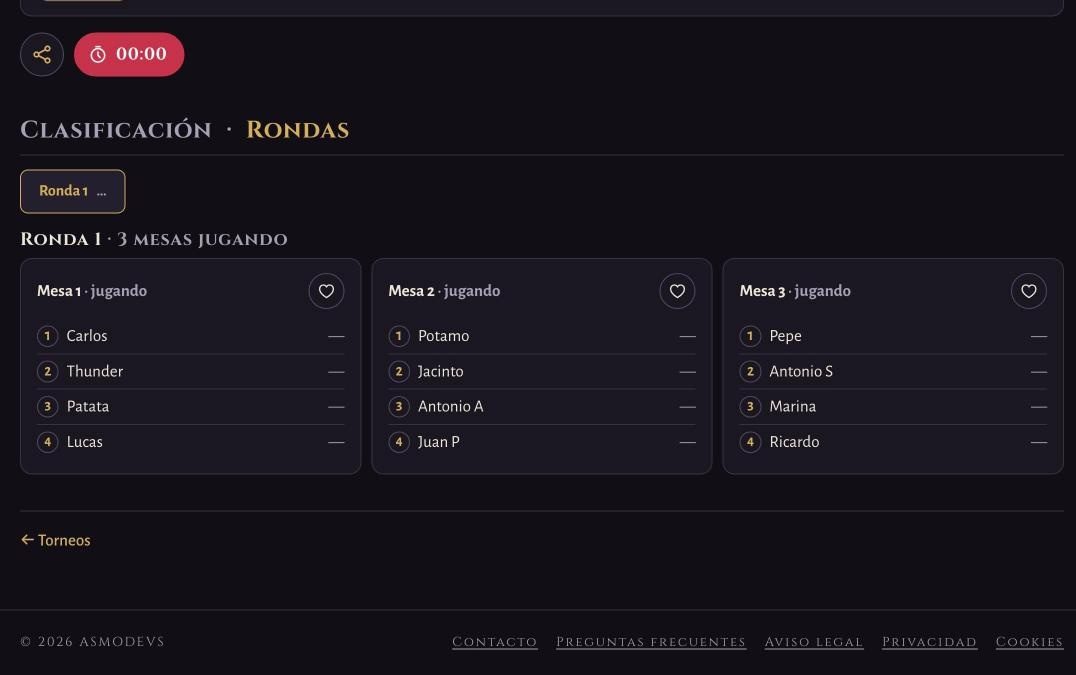 00:00
Clasificación · Rondas
Ronda 1 ...
Ronda 1 · 3 mesas jugando
Mesa 1 · jugando
1 Carlos —
2 Thunder —
3 Patata —
4 Lucas —
Mesa 2 · jugando
1 Potamo —
2 Jacinto —
3 Antonio A —
4 Juan P —
Mesa 3 · jugando
1 Pepe —
2 Antonio S —
3 Marina —
4 Ricardo —
← Torneos
© 2026 ASMODEVS
Contacto Preguntas frecuentes Aviso legal Privacidad Cookies